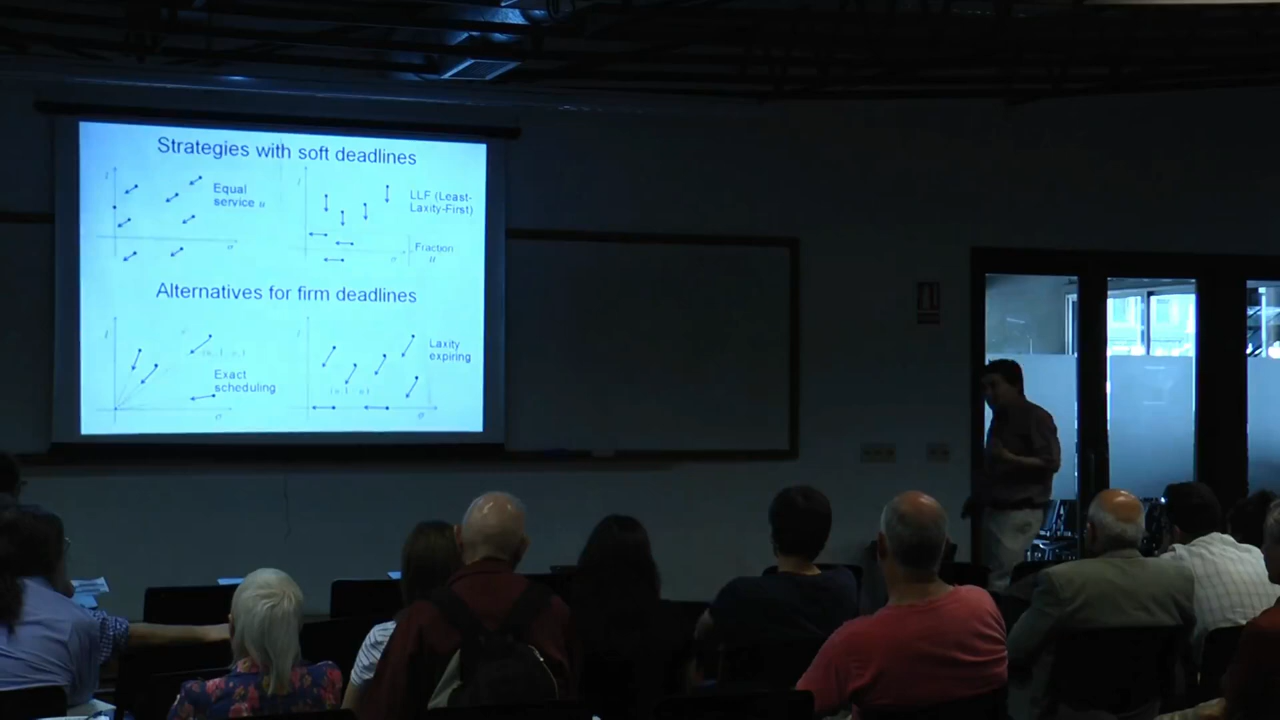 Strategies with soft deadlines
Equal
service u
LLF (Least-
Laxity-First)
σ
σ
Fraction
u
Alternatives for firm deadlines
Exact
scheduling
Laxity
expiring
σ
σ